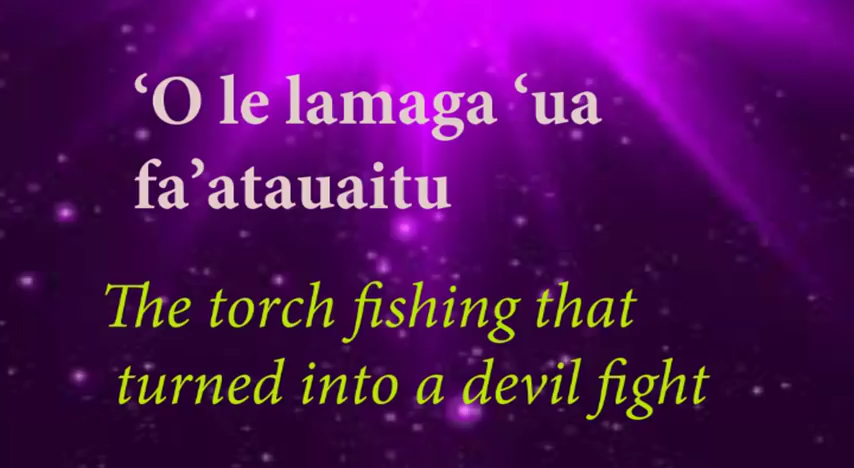 ‘O le lamaga ‘ua
fa’atauaitu
The torch fishing that
turned into a devil fight